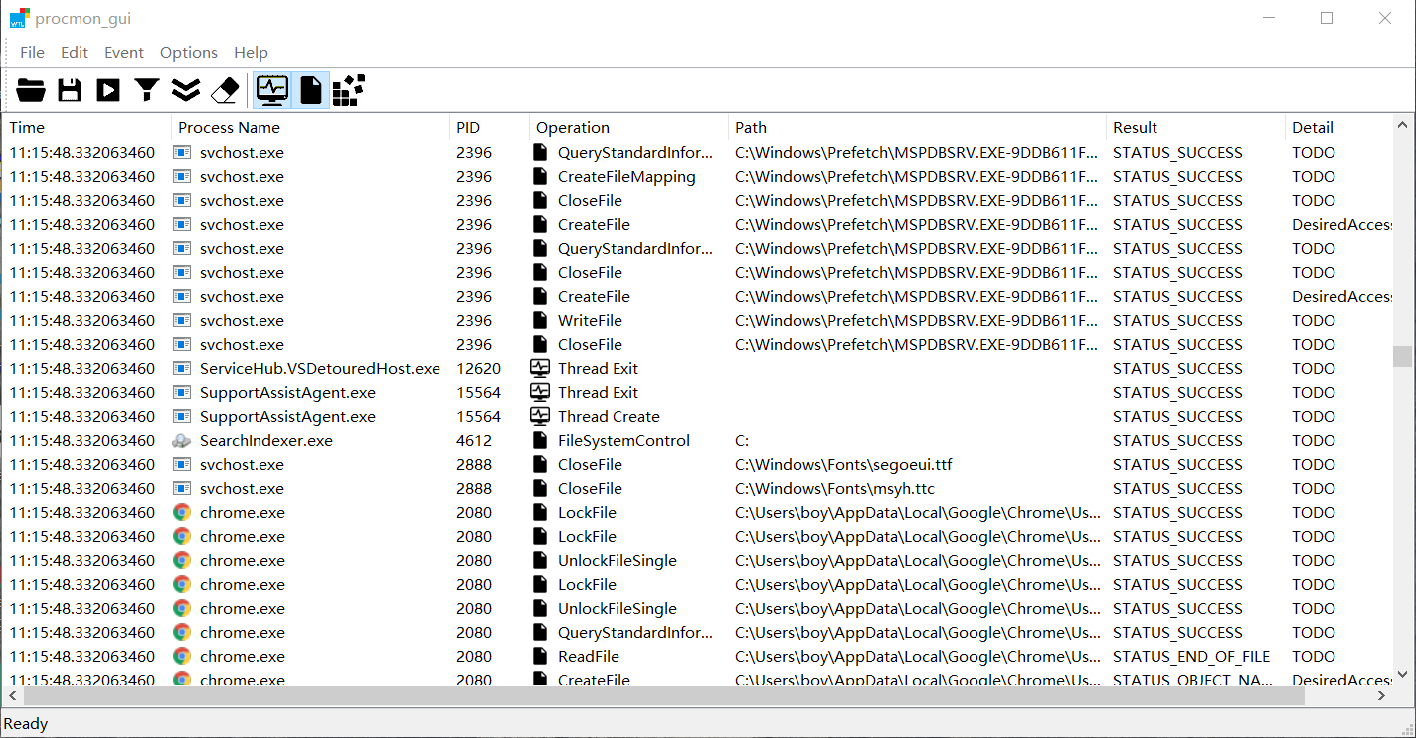 procmon_gui
File Edit Event Options Help
Time Process Name PID Operation Path Result Detail
11:15:48.332063460 svchost.exe 2396 QueryStandardInfor... C:\Windows\Prefetch\MSPDBSRV.EXE-9DDB611F... STATUS_SUCCESS TODO
11:15:48.332063460 svchost.exe 2396 CreateFileMapping C:\Windows\Prefetch\MSPDBSRV.EXE-9DDB611F... STATUS_SUCCESS TODO
11:15:48.332063460 svchost.exe 2396 CloseFile C:\Windows\Prefetch\MSPDBSRV.EXE-9DDB611F... STATUS_SUCCESS TODO
11:15:48.332063460 svchost.exe 2396 CreateFile C:\Windows\Prefetch\MSPDBSRV.EXE-9DDB611F... STATUS_SUCCESS DesiredAcces
11:15:48.332063460 svchost.exe 2396 QueryStandardInfor... C:\Windows\Prefetch\MSPDBSRV.EXE-9DDB611F... STATUS_SUCCESS TODO
11:15:48.332063460 svchost.exe 2396 CloseFile C:\Windows\Prefetch\MSPDBSRV.EXE-9DDB611F... STATUS_SUCCESS TODO
11:15:48.332063460 svchost.exe 2396 CreateFile C:\Windows\Prefetch\MSPDBSRV.EXE-9DDB611F... STATUS_SUCCESS DesiredAcces
11:15:48.332063460 svchost.exe 2396 WriteFile C:\Windows\Prefetch\MSPDBSRV.EXE-9DDB611F... STATUS_SUCCESS TODO
11:15:48.332063460 svchost.exe 2396 CloseFile C:\Windows\Prefetch\MSPDBSRV.EXE-9DDB611F... STATUS_SUCCESS TODO
11:15:48.332063460 ServiceHub.VSDetouredHost.exe 12620 Thread Exit STATUS_SUCCESS TODO
11:15:48.332063460 SupportAssistAgent.exe 15564 Thread Exit STATUS_SUCCESS TODO
11:15:48.332063460 SupportAssistAgent.exe 15564 Thread Create STATUS_SUCCESS TODO
11:15:48.332063460 SearchIndexer.exe 4612 FileSystemControl C: STATUS_SUCCESS TODO
11:15:48.332063460 svchost.exe 2888 CloseFile C:\Windows\Fonts\segoeui.ttf STATUS_SUCCESS TODO
11:15:48.332063460 svchost.exe 2888 CloseFile C:\Windows\Fonts\msyh.ttc STATUS_SUCCESS TODO
11:15:48.332063460 chrome.exe 2080 LockFile C:\Users\boy\AppData\Local\Google\Chrome\Us... STATUS_SUCCESS TODO
11:15:48.332063460 chrome.exe 2080 LockFile C:\Users\boy\AppData\Local\Google\Chrome\Us... STATUS_SUCCESS TODO
11:15:48.332063460 chrome.exe 2080 UnlockFileSingle C:\Users\boy\AppData\Local\Google\Chrome\Us... STATUS_SUCCESS TODO
11:15:48.332063460 chrome.exe 2080 LockFile C:\Users\boy\AppData\Local\Google\Chrome\Us... STATUS_SUCCESS TODO
11:15:48.332063460 chrome.exe 2080 UnlockFileSingle C:\Users\boy\AppData\Local\Google\Chrome\Us... STATUS_SUCCESS TODO
11:15:48.332063460 chrome.exe 2080 QueryStandardInfor... C:\Users\boy\AppData\Local\Google\Chrome\Us... STATUS_SUCCESS TODO
11:15:48.332063460 chrome.exe 2080 ReadFile C:\Users\boy\AppData\Local\Google\Chrome\Us... STATUS_END_OF_FILE TODO
11:15:48.332063460 chrome.exe 2080 CreateFile C:\Users\boy\AppData\Local\Google\Chrome\Us... STATUS_OBJECT_NA... DesiredAcces
Ready